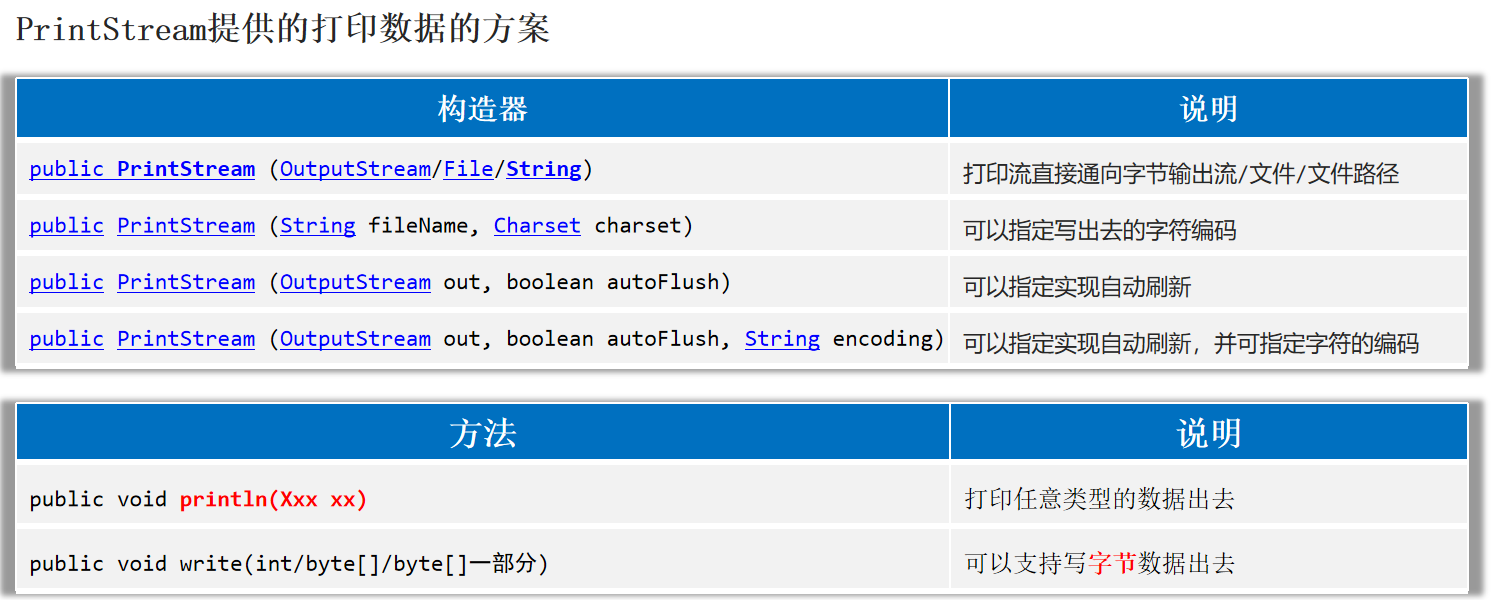 PrintStream提供的打印数据的方案
构造器 说明
public PrintStream (OutputStream/File/String) 打印流直接通向字节输出流/文件/文件路径
public PrintStream (String fileName, Charset charset) 可以指定写出去的字符编码
public PrintStream (OutputStream out, boolean autoFlush) 可以指定实现自动刷新
public PrintStream (OutputStream out, boolean autoFlush, String encoding) 可以指定实现自动刷新，并可指定字符的编码
方法 说明
public void println(Xxx xx) 打印任意类型的数据出去
public void write(int/byte[]/byte[]一部分) 可以支持写字节数据出去